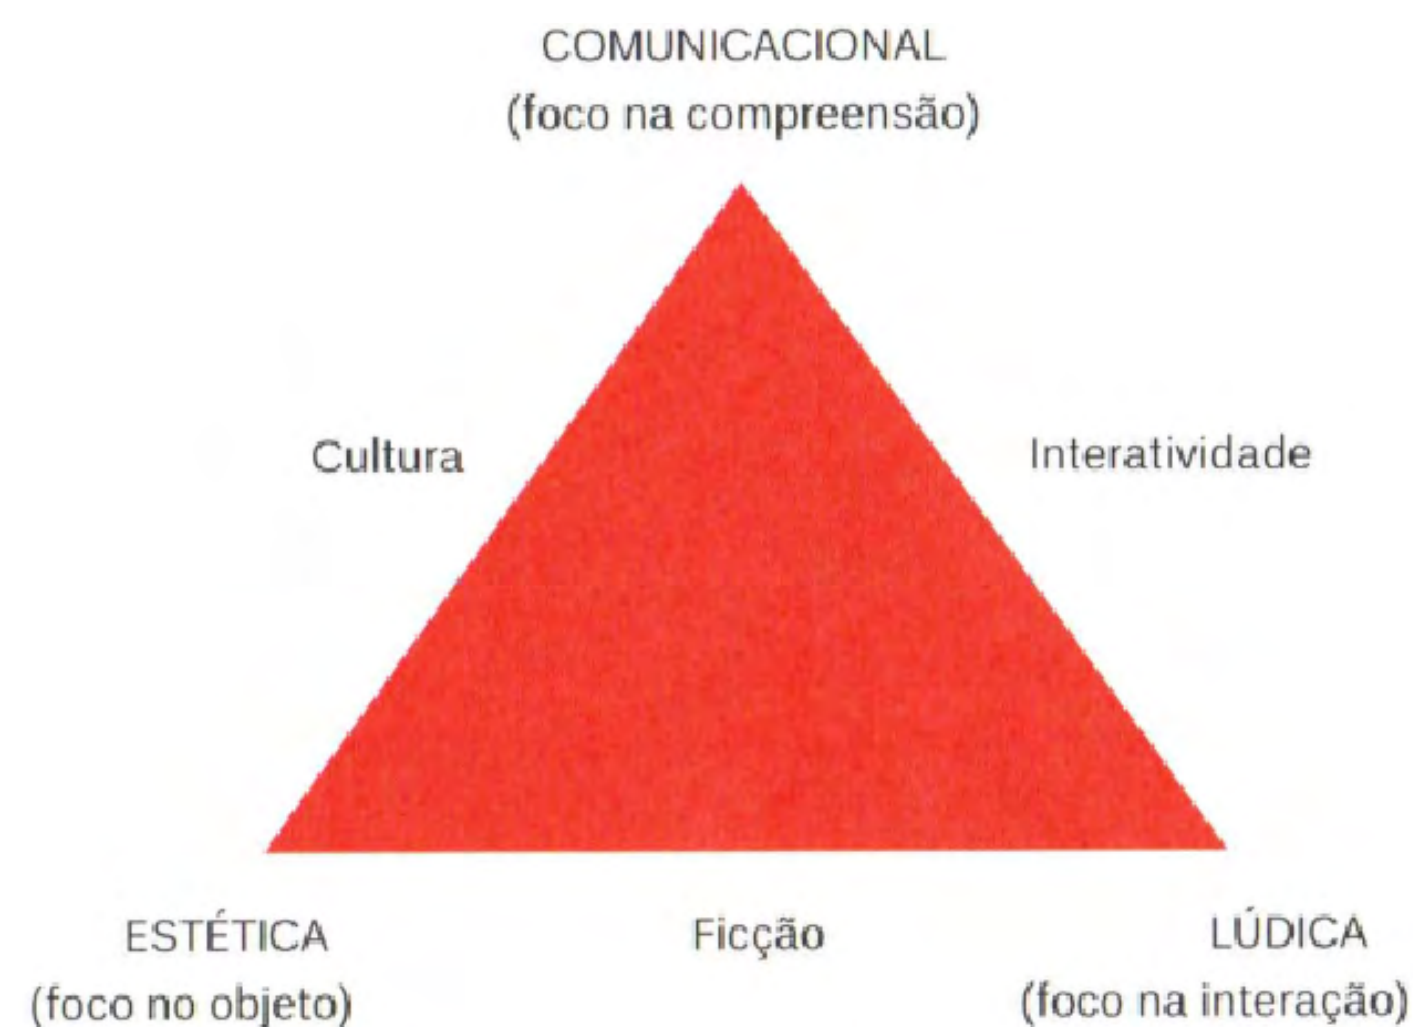 COMUNICACIONAL
(foco na compreensão)
Cultura
Interatividade
ESTÉTICA
Ficção
LÚDICA
(foco no objeto)
(foco na interação)